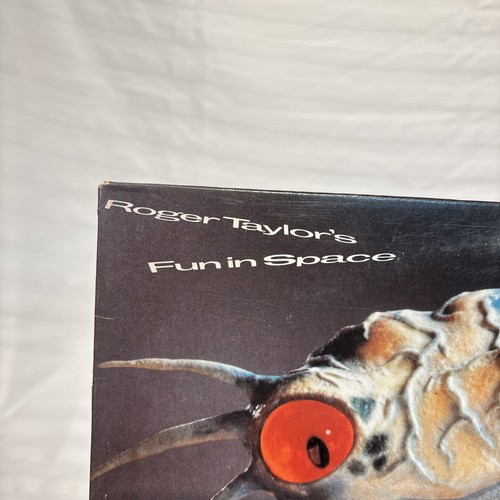 Roger Taylor's
Fun in Space